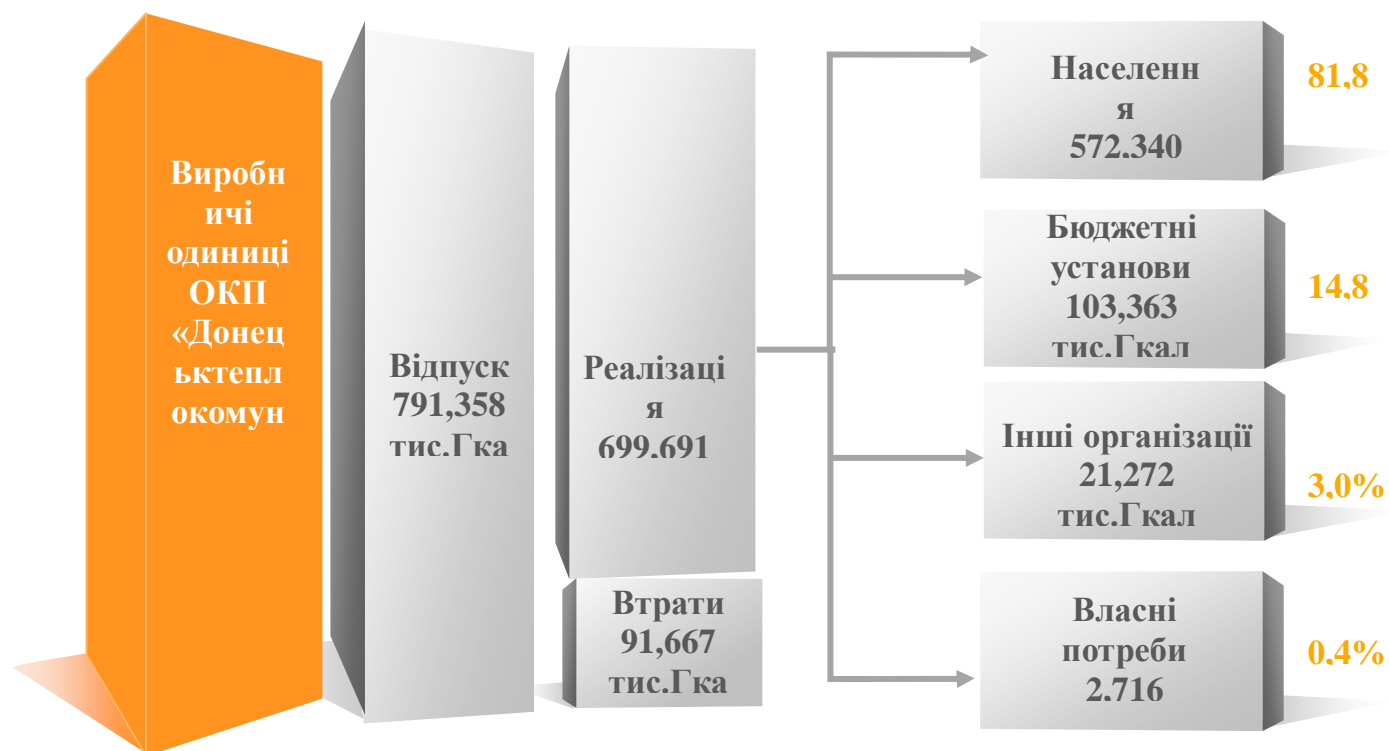 Виробн
ичі
одиниці
ОКП
«Донец
ьктепл
окомун
Відпуск
791,358
тис.Гка
Реалізаці
я
699,691
Втрати
91,667
тис.Гка
Населенн
я
572,340
81,8
Бюджетні
установи
103,363
тис.Гкал
14,8
Інші організації
21,272
тис.Гкал
3,0%
Власні
потреби
2,716
0,4%